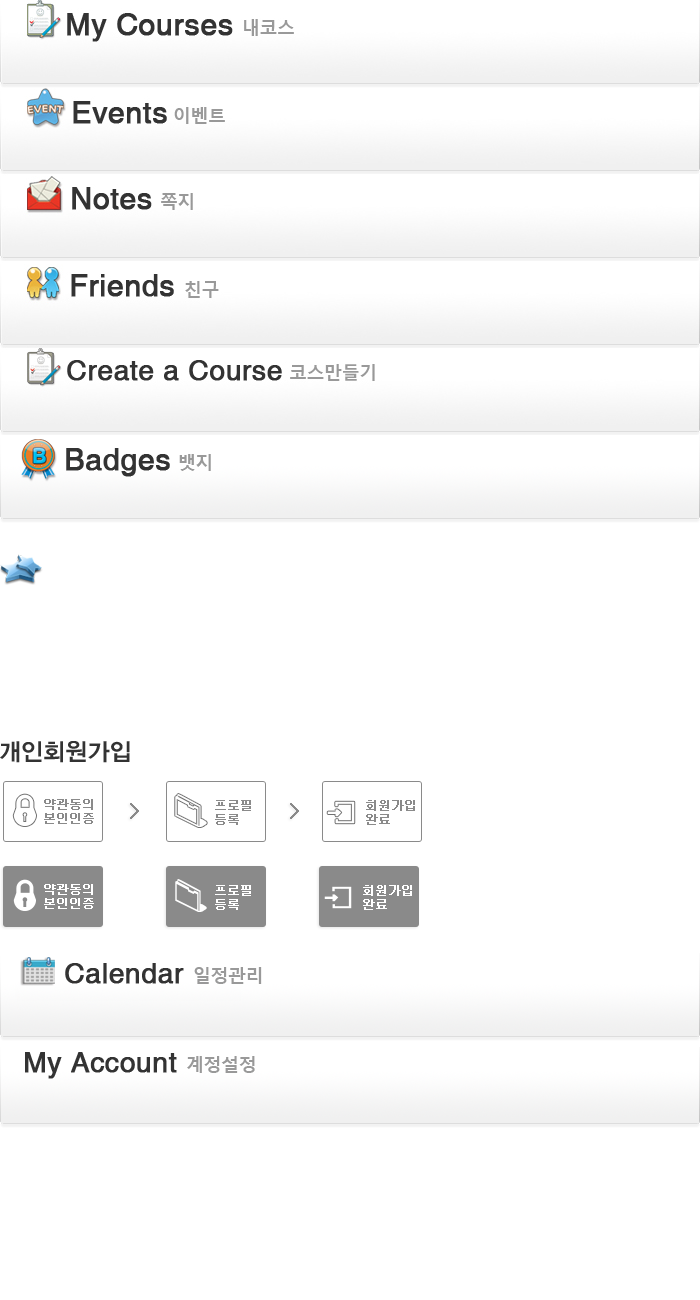 My Courses 내코스
EVENT
Events 이벤트
Notes 쪽지
Friends 친구
Create a Course 코스만들기
B
Badges 뱃지
개인회원가입
약관동의
본인인증
프로필
등록
회원가입
완료
약관동의
본인인증
프로필
등록
회원가입
완료
Calendar 일정관리
My Account 계정설정